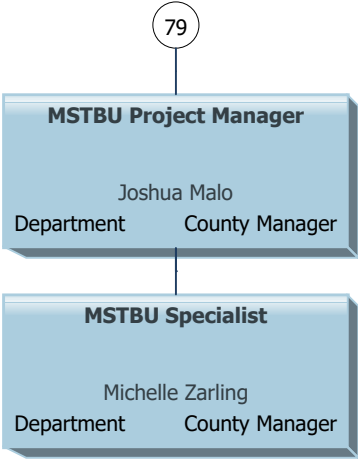 79
MSTBU Project Manager
Joshua Malo
Department County Manager
MSTBU Specialist
Michelle Zarling
Department County Manager